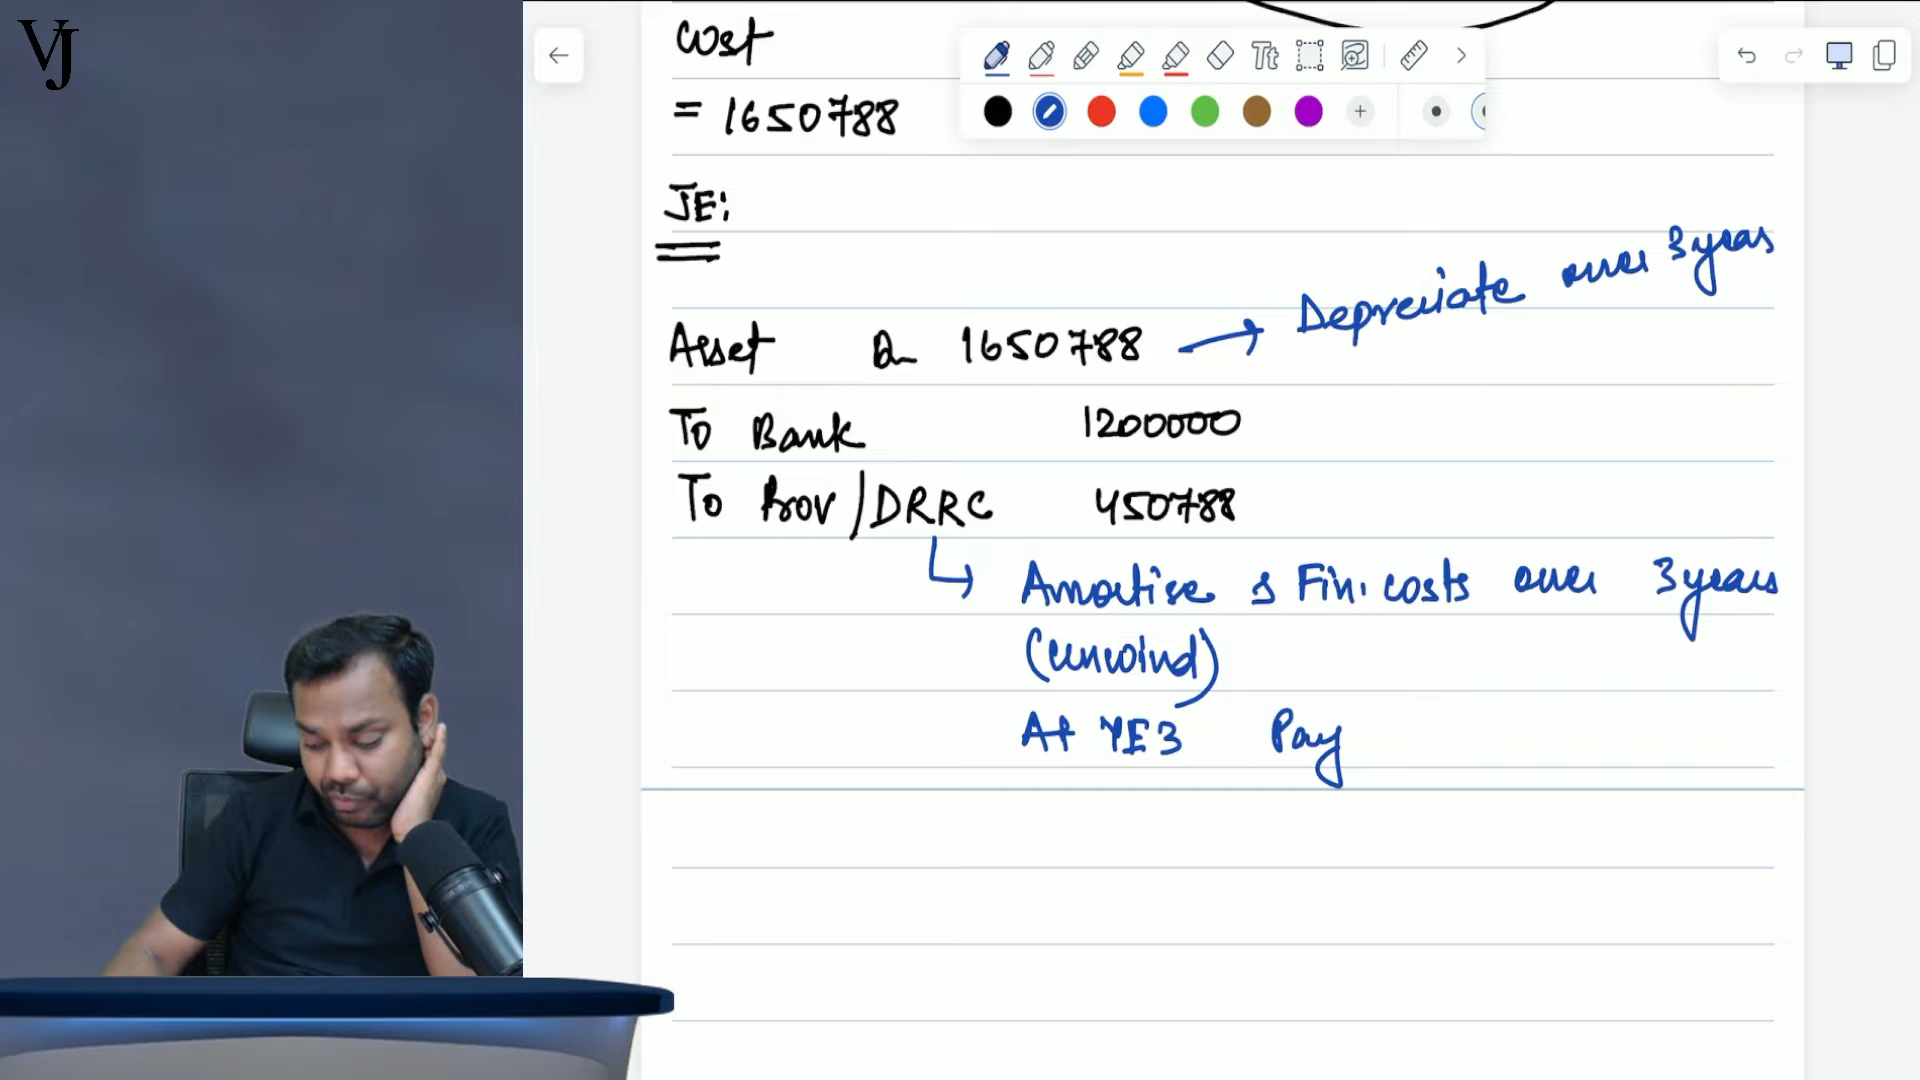 VJ
Cost
= 1650788
Tt
JE:
Asset Dr 1650788 → Depreciate over 3 years
To Bank 1200000
To Prov/DRRC 450788
↳ Amortise & Fin. costs over 3 years
(unwind)
At YE3 Pay